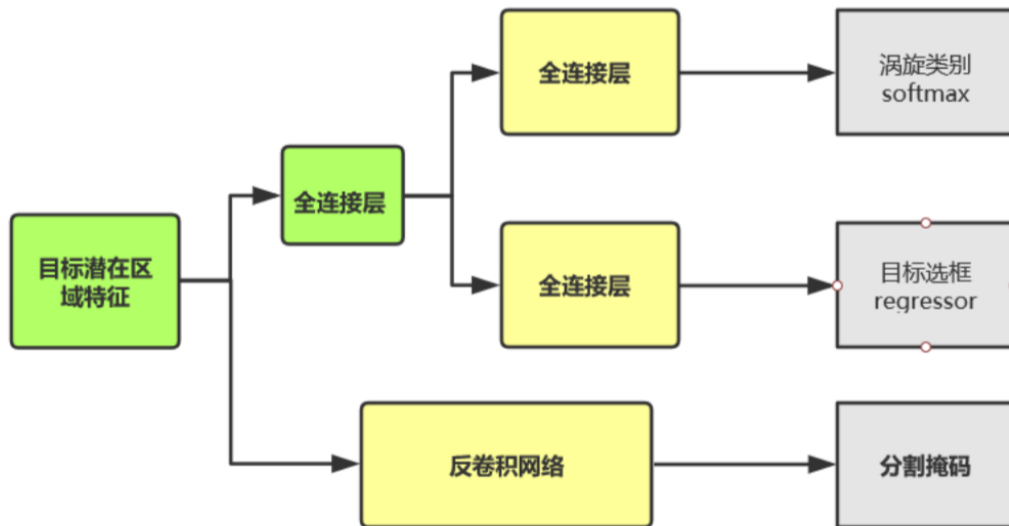 全连接层
涡旋类别
softmax
全连接层
目标潜在区
域特征
全连接层
目标选框
regressor
反卷积网络
分割掩码